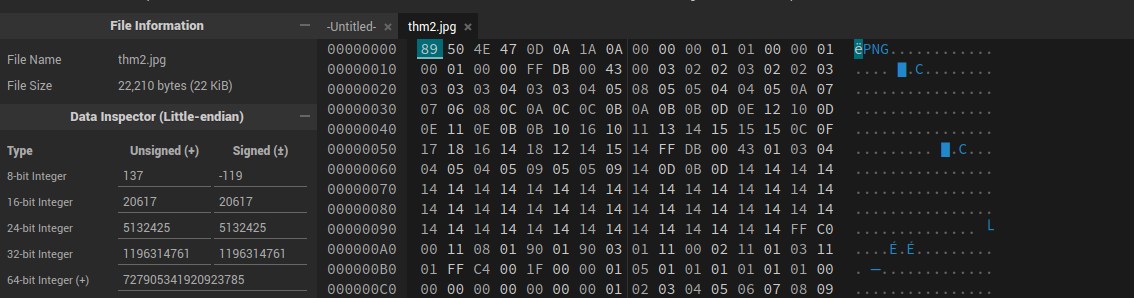 File Information
File Name thm2.jpg
File Size 22,210 bytes (22 KiB)
Data Inspector (Little-endian)
Type Unsigned (+) Signed (±)
8-bit Integer 137 -119
16-bit Integer 20617 20617
24-bit Integer 5132425 5132425
32-bit Integer 1196314761 1196314761
64-bit Integer (+) 727905341920923785
-Untitled- × thm2.jpg ×
00000000 89 50 4E 47 0D 0A 1A 0A 00 00 00 01 01 00 00 01 ëPNG............
00000010 00 01 00 00 FF DB 00 43 00 03 02 02 03 02 02 03 .... █.C........
00000020 03 03 03 04 03 03 04 05 08 05 05 04 04 05 0A 07 ................
00000030 07 06 08 0C 0A 0C 0C 0B 0A 0B 0B 0D 0E 12 10 0D ................
00000040 0E 11 0E 0B 0B 10 16 10 11 13 14 15 15 15 0C 0F ................
00000050 17 18 16 14 18 12 14 15 14 FF DB 00 43 01 03 04 ......... █.C...
00000060 04 05 04 05 09 05 05 09 14 0D 0B 0D 14 14 14 14 ................
00000070 14 14 14 14 14 14 14 14 14 14 14 14 14 14 14 14 ................
00000080 14 14 14 14 14 14 14 14 14 14 14 14 14 14 14 14 ................
00000090 14 14 14 14 14 14 14 14 14 14 14 14 14 14 FF C0 .............. └
000000A0 00 11 08 01 90 01 90 03 01 11 00 02 11 01 03 11 ....É.É.........
000000B0 01 FF C4 00 1F 00 00 01 05 01 01 01 01 01 01 00 . ─.............
000000C0 00 00 00 00 00 00 00 01 02 03 04 05 06 07 08 09